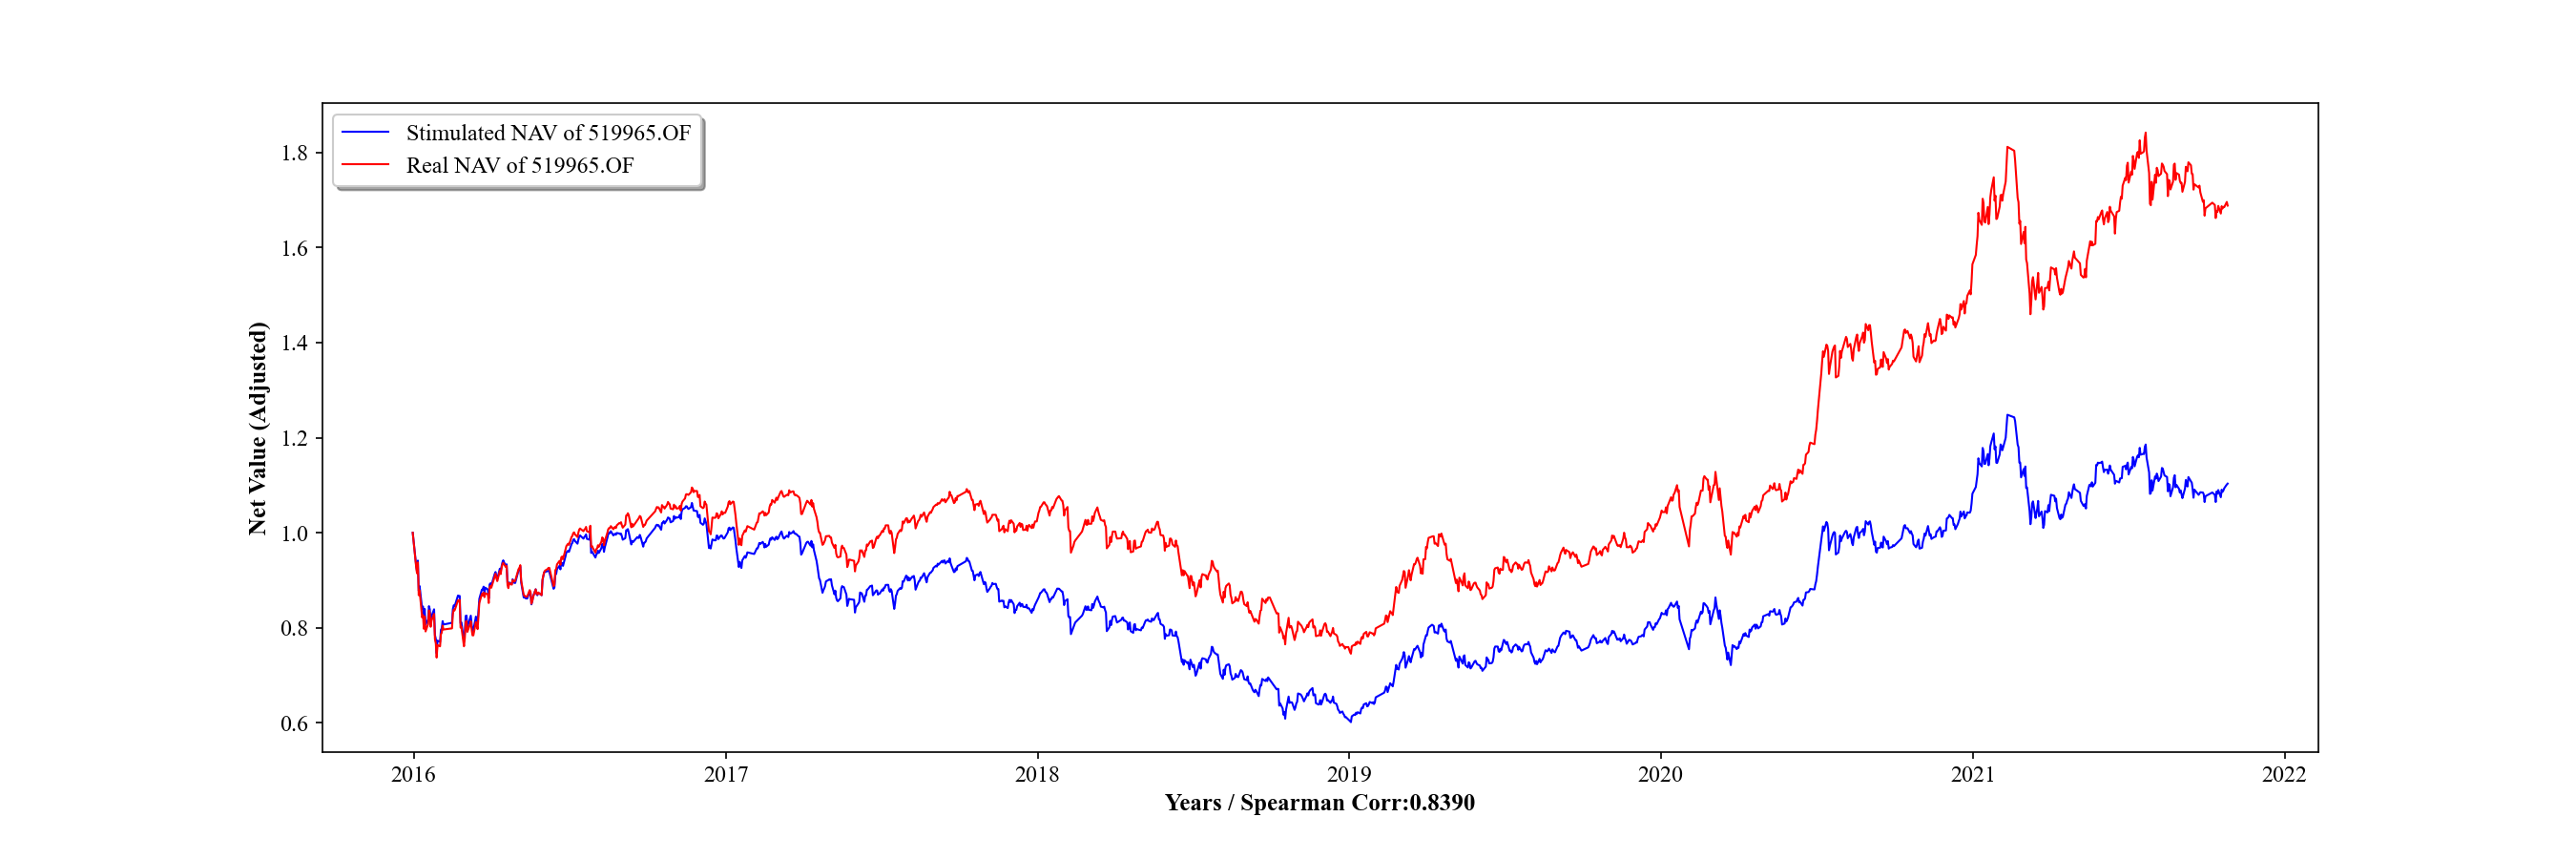 Stimulated NAV of 519965.OF
Real NAV of 519965.OF
Net Value (Adjusted)
1.8
1.6
1.4
1.2
1.0
0.8
0.6
2016 2017 2018 2019 2020 2021 2022
Years / Spearman Corr:0.8390